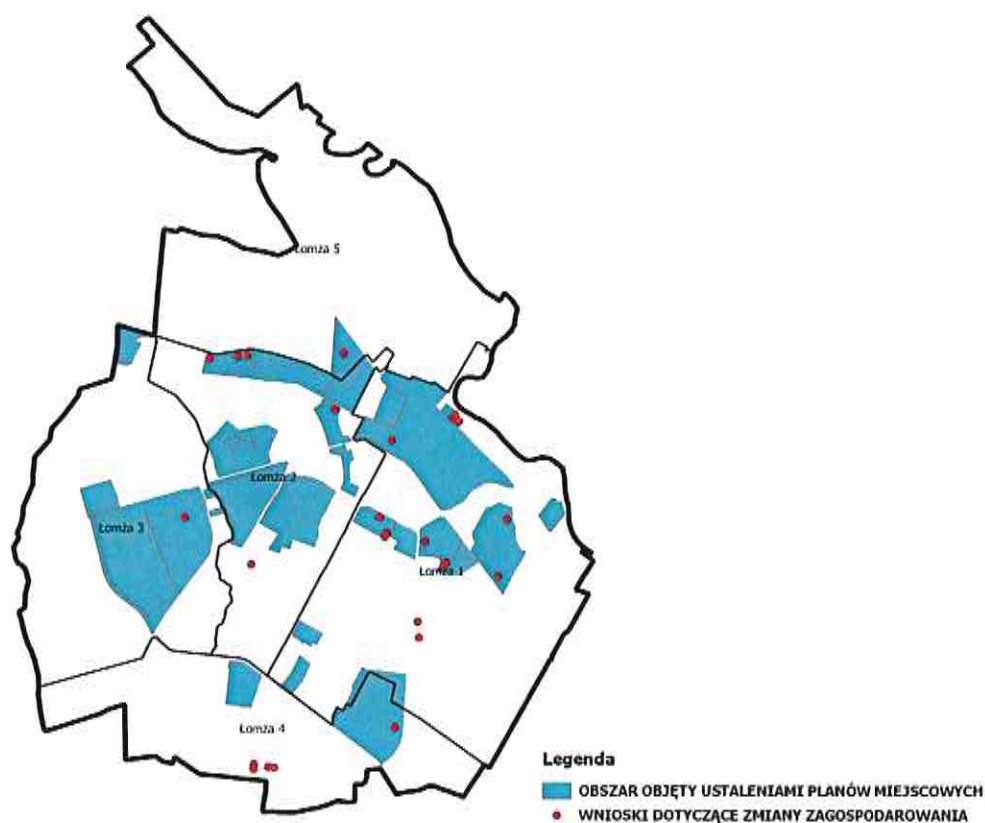 Łomża 5
Łomża 2
Łomża 3
Łomża 1
Łomża 4
Legenda
OBSZAR OBJĘTY USTALENIAMI PLANÓW MIEJSCOWYCH
WNIOSKI DOTYCZĄCE ZMIANY ZAGOSPODAROWANIA